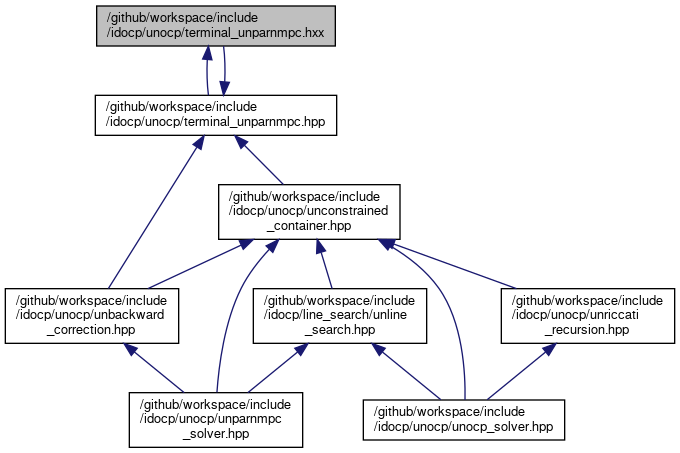 /github/workspace/include
/idocp/unocp/terminal_unparnmpc.hxx
/github/workspace/include
/idocp/unocp/terminal_unparnmpc.hpp
/github/workspace/include
/idocp/unocp/unconstrained
_container.hpp
/github/workspace/include
/idocp/unocp/unbackward
_correction.hpp
/github/workspace/include
/idocp/line_search/unline
_search.hpp
/github/workspace/include
/idocp/unocp/unriccati
_recursion.hpp
/github/workspace/include
/idocp/unocp/unparnmpc
_solver.hpp
/github/workspace/include
/idocp/unocp/unocp_solver.hpp